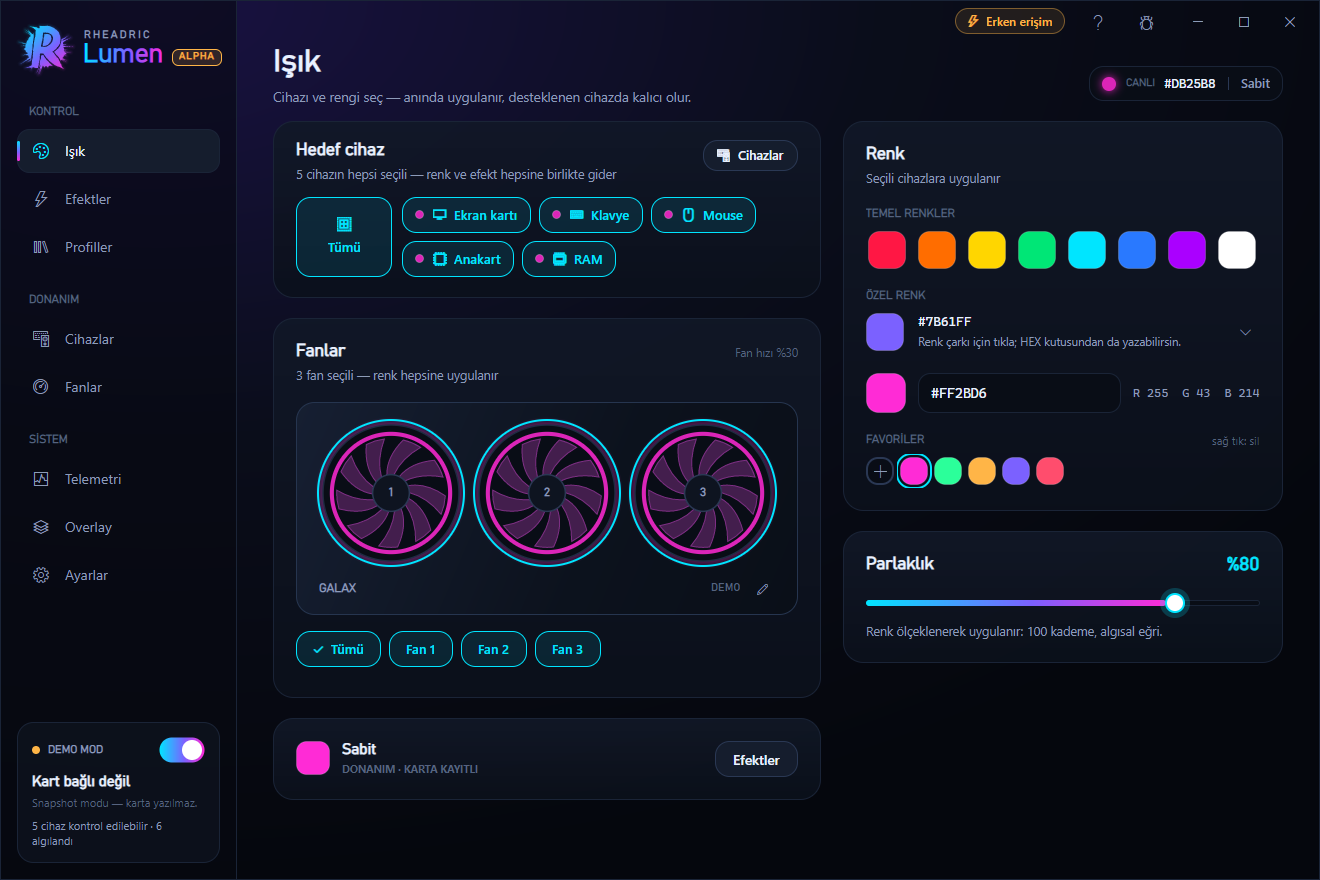 RHEADRIC
Lumen ALPHA
KONTROL
Işık
Efektler
Profiller
DONANIM
Cihazlar
Fanlar
SİSTEM
Telemetri
Overlay
Ayarlar
DEMO MOD
Kart bağlı değil
Snapshot modu — karta yazılmaz.
5 cihaz kontrol edilebilir · 6
algılandı
Erken erişim
Işık
Cihazı ve rengi seç — anında uygulanır, desteklenen cihazda kalıcı olur.
CANLI #DB25B8 Sabit
Hedef cihaz
5 cihazın hepsi seçili — renk ve efekt hepsine birlikte gider
Cihazlar
Tümü
Ekran kartı
Klavye
Mouse
Anakart
RAM
Fanlar
Fan hızı %30
3 fan seçili — renk hepsine uygulanır
1
2
3
GALAX
DEMO
Tümü
Fan 1
Fan 2
Fan 3
Sabit
DONANIM · KARTA KAYITLI
Efektler
Renk
Seçili cihazlara uygulanır
TEMEL RENKLER
ÖZEL RENK
#7B61FF
Renk çarkı için tıkla; HEX kutusundan da yazabilirsin.
#FF2BD6
R 255 G 43 B 214
FAVORİLER
sağ tık: sil
Parlaklık
%80
Renk ölçeklenerek uygulanır: 100 kademe, algısal eğri.